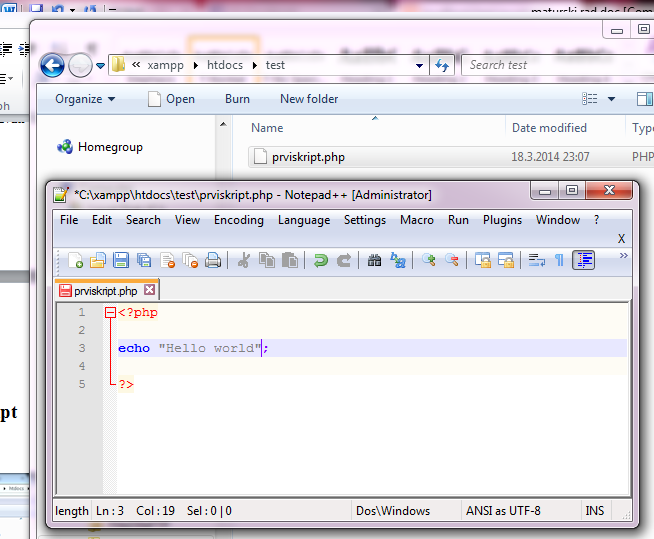 maturski rad.doc [Com
« xampp ▸ htdocs ▸ test
Search test
Organize Open Burn New folder
Name Date modified Type
Homegroup
prviskript.php 18.3.2014 23:07 PHP
*C:\xampp\htdocs\test\prviskript.php - Notepad++ [Administrator]
File Edit Search View Encoding Language Settings Macro Run Plugins Window ?
X
prviskript.php
1 <?php
2
3 echo "Hello world";
4
5 ?>
pt
length Ln : 3 Col : 19 Sel : 0 | 0 Dos\Windows ANSI as UTF-8 INS